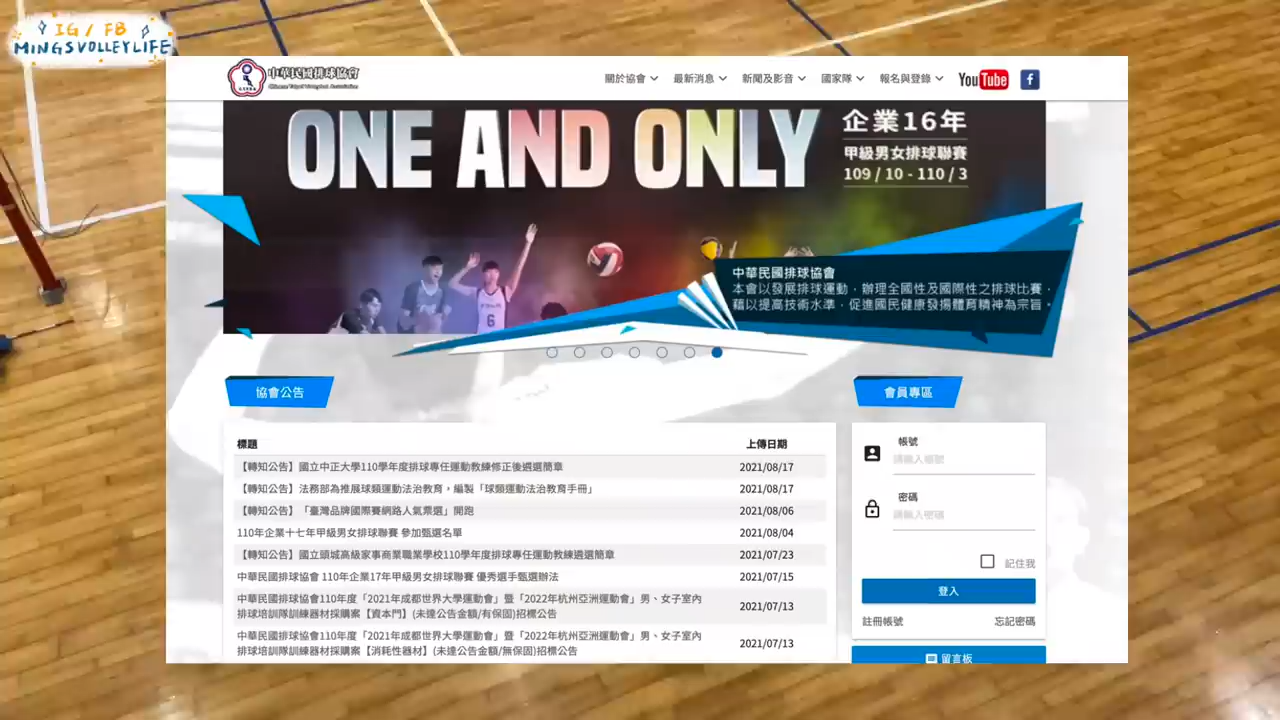 IG / FB
MINGSVOLLEYLIFE
中華民國排球協會
Chinese Taipei Volleyball Association
關於協會
最新消息
新聞及影音
國家隊
報名與登錄
YouTube
f
ONE AND ONLY
企業16年
甲級男女排球聯賽
109 / 10 - 110 / 3
6
中華民國排球協會
本會以發展排球運動，辦理全國性及國際性之排球比賽，
藉以提高技術水準，促進國民健康發揚體育精神為宗旨。
協會公告
會員專區
標題
上傳日期
【轉知公告】國立中正大學110學年度排球專任運動教練修正後遴選簡章
2021/08/17
【轉知公告】法務部為推展球類運動法治教育，編製「球類運動法治教育手冊」
2021/08/17
【轉知公告】「臺灣品牌國際賽網路人氣票選」開跑
2021/08/06
110年企業十七年甲級男女排球聯賽 參加甄選名單
2021/08/04
【轉知公告】國立頭城高級家事商業職業學校110學年度排球專任運動教練遴選簡章
2021/07/23
中華民國排球協會 110年企業17年甲級男女排球聯賽 優秀選手甄選辦法
2021/07/15
中華民國排球協會110年度「2021年成都世界大學運動會」暨「2022年杭州亞洲運動會」男、女子室內
排球培訓隊訓練器材採購案【資本門】(未達公告金額/有保固)招標公告
2021/07/13
中華民國排球協會110年度「2021年成都世界大學運動會」暨「2022年杭州亞洲運動會」男、女子室內
排球培訓隊訓練器材採購案【消耗性器材】(未達公告金額/無保固)招標公告
2021/07/13
帳號
請輸入帳號
密碼
請輸入密碼
記住我
登入
註冊帳號
忘記密碼
留言板